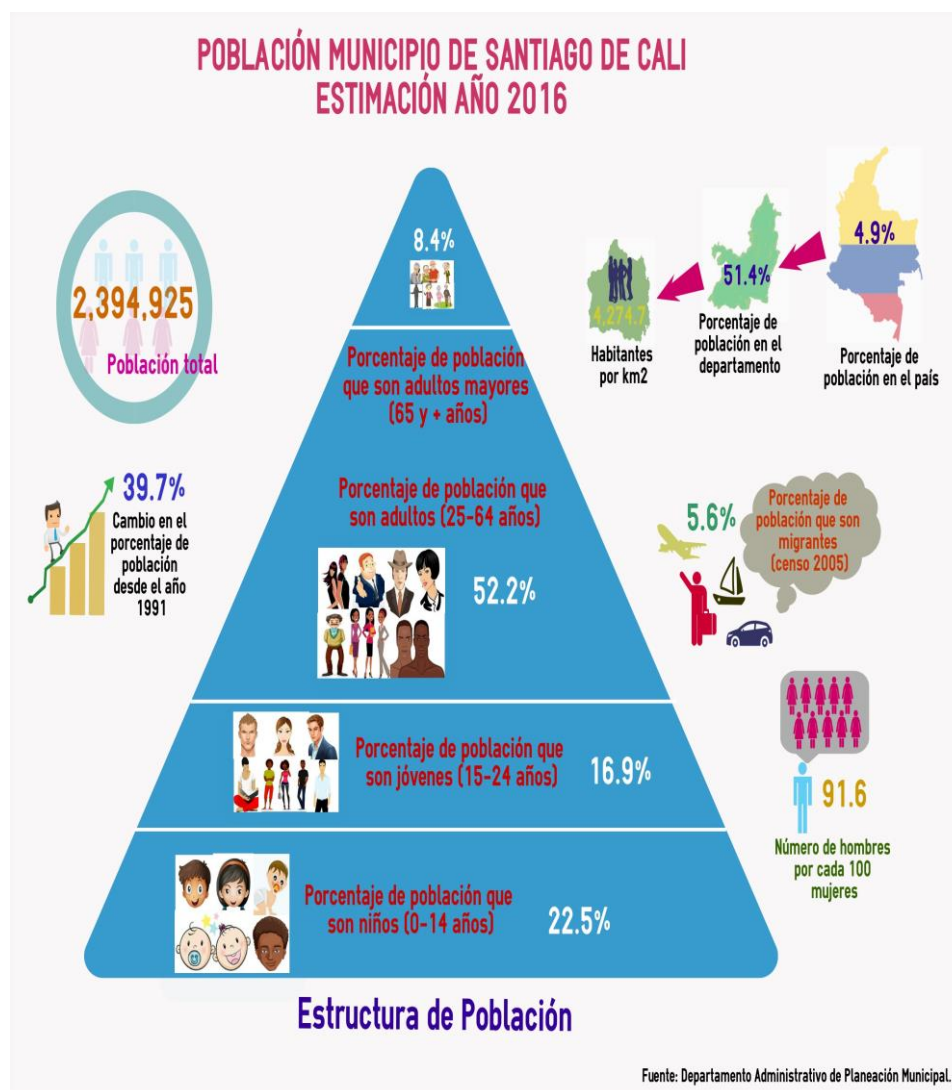 POBLACIÓN MUNICIPIO DE SANTIAGO DE CALI
ESTIMACIÓN AÑO 2016
2,394,925
Población total
39.7%
Cambio en el
porcentaje de
población
desde el año
1991
8.4%
Porcentaje de población
que son adultos mayores
(65 y + años)
Porcentaje de población que
son adultos (25-64 años)
52.2%
Porcentaje de población que
son jóvenes (15-24 años)
16.9%
Porcentaje de población que
son niños (0-14 años)
22.5%
Estructura de Población
4,274.7
Habitantes
por km2
51.4%
Porcentaje de
población en el
departamento
4.9%
Porcentaje de
población en el país
5.6%
Porcentaje de
población que son
migrantes
(censo 2005)
91.6
Número de hombres
por cada 100
mujeres
Fuente: Departamento Administrativo de Planeación Municipal.